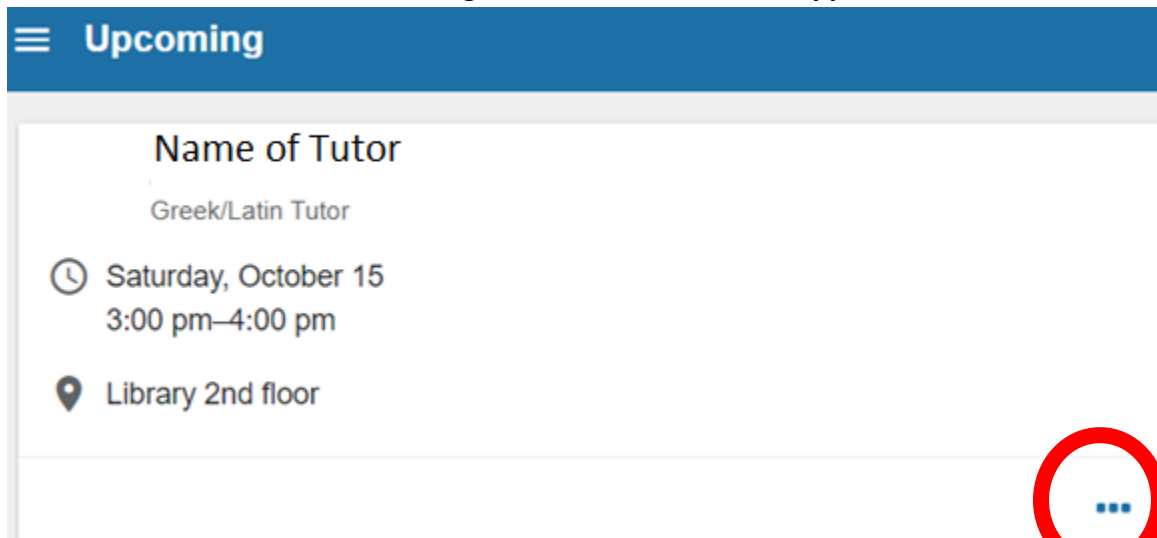 Upcoming
Name of Tutor
Greek/Latin Tutor
Saturday, October 15
3:00 pm–4:00 pm
Library 2nd floor